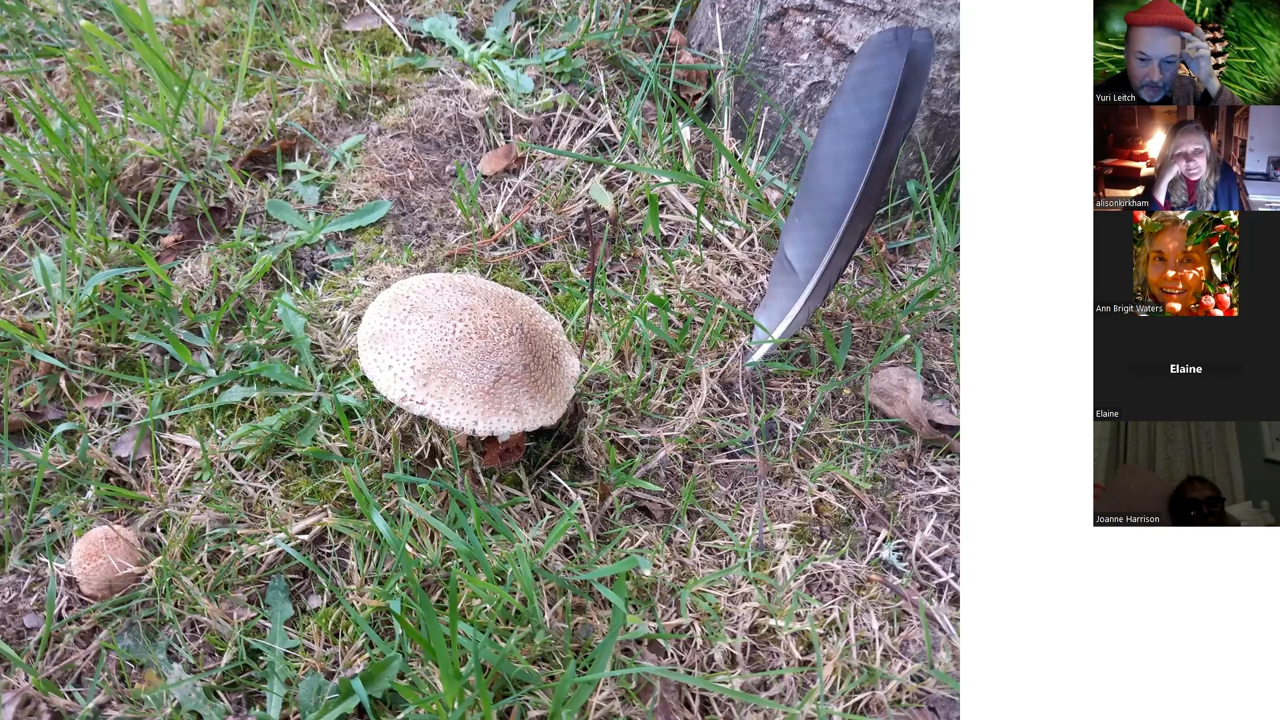 Yuri Leitch
alisonkirkham
Ann Brigit Waters
Elaine
Elaine
Joanne Harrison